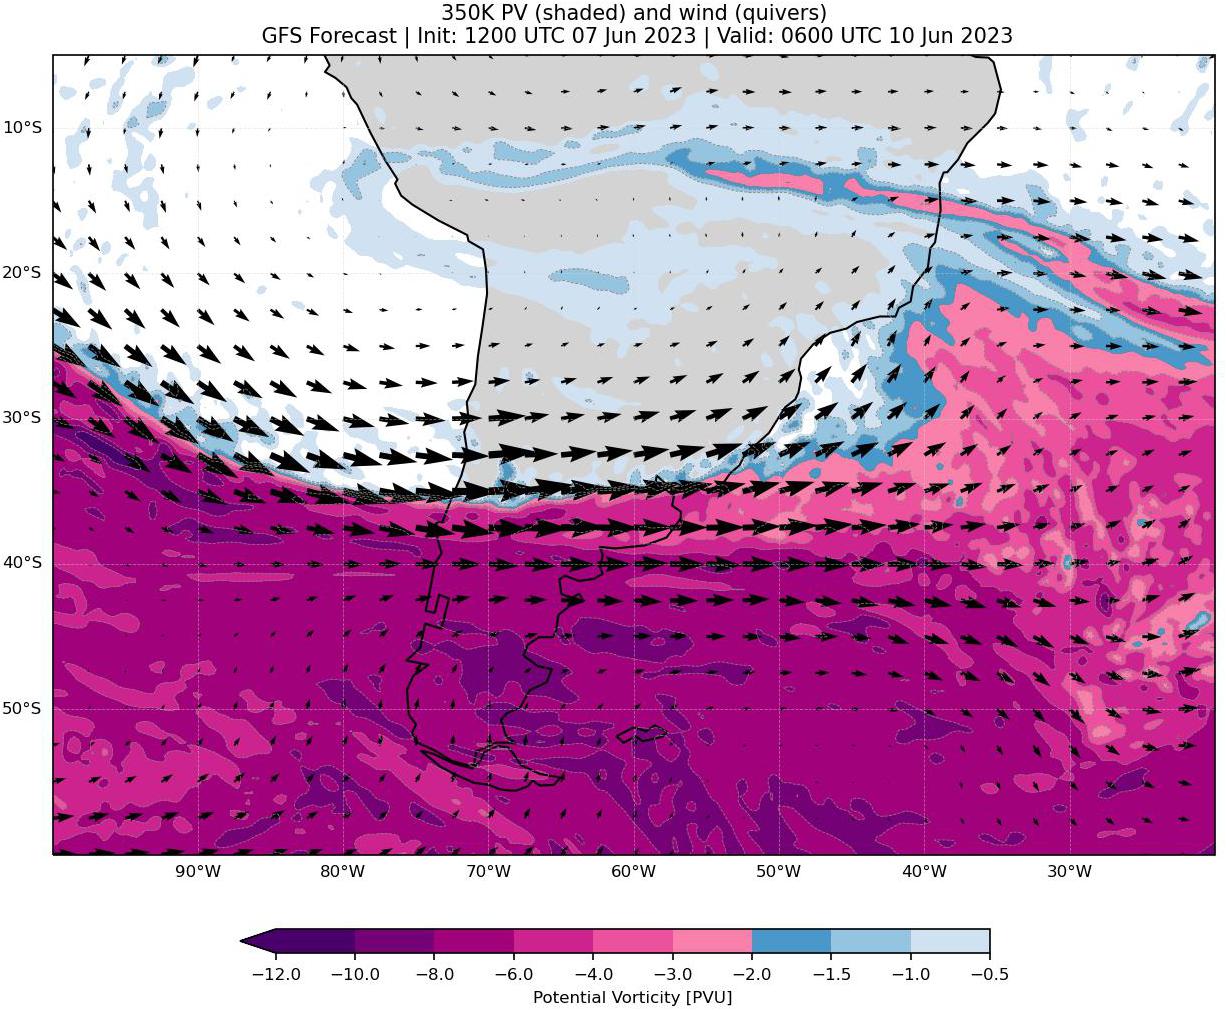 350K PV (shaded) and wind (quivers)
GFS Forecast | Init: 1200 UTC 07 Jun 2023 | Valid: 0600 UTC 10 Jun 2023
10°S
20°S
30°S
40°S
50°S
90°W 80°W 70°W 60°W 50°W 40°W 30°W
−12.0 −10.0 −8.0 −6.0 −4.0 −3.0 −2.0 −1.5 −1.0 −0.5
Potential Vorticity [PVU]